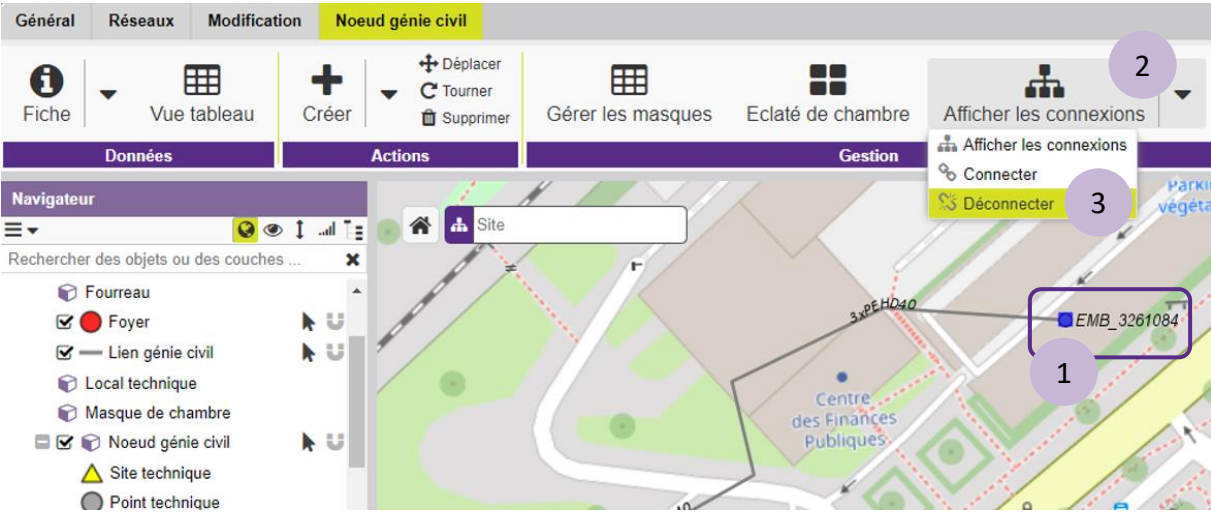 Général Réseaux Modification Noeud génie civil
Fiche
Vue tableau
Créer
Déplacer
Tourner
Supprimer
Gérer les masques
Eclaté de chambre
Afficher les connexions
2
Données
Actions
Gestion
Afficher les connexions
Connecter
Déconnecter
3
Navigateur
Rechercher des objets ou des couches ...
Fourreau
Foyer
Lien génie civil
Local technique
Masque de chambre
Noeud génie civil
Site technique
Point technique
Site
3xPEHD40
EMB_3261084
1
Centre
des Finances
Publiques